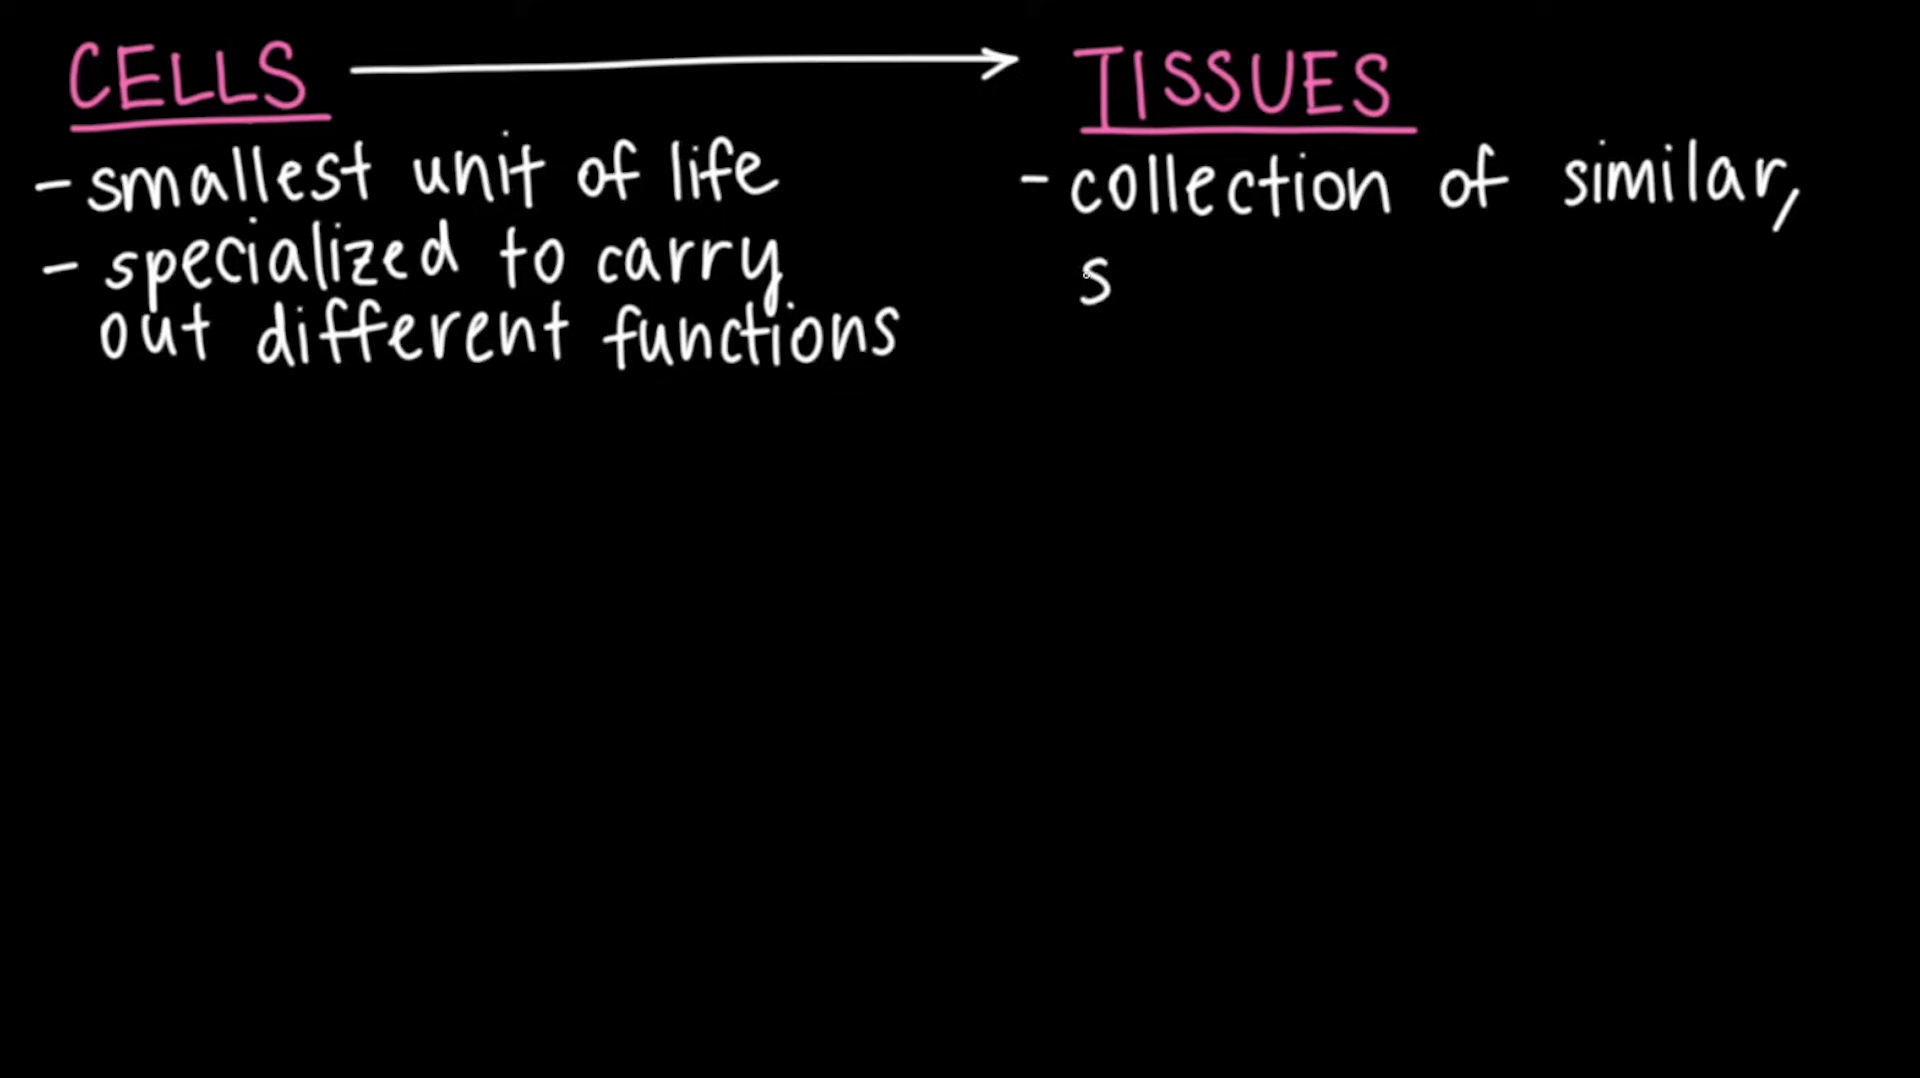 CELLS → TISSUES
- smallest unit of life
- specialized to carry
out different functions
- collection of similar,
s